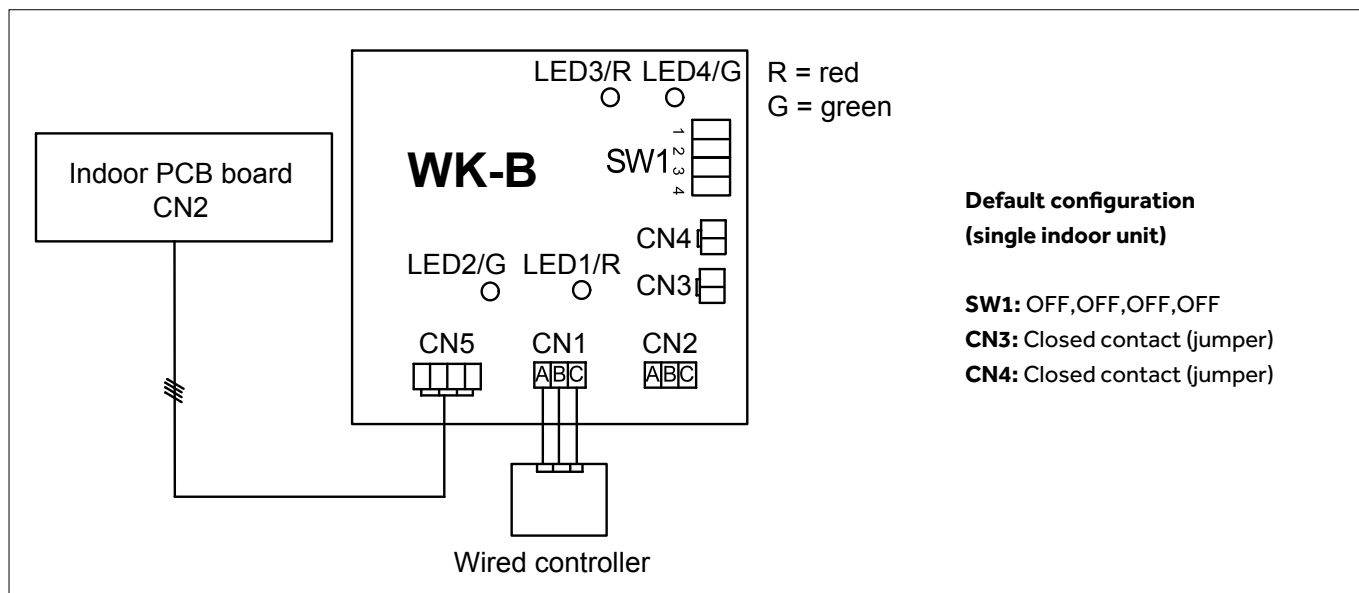 LED3/R LED4/G
R = red
G = green
1
2
3
4
SW1
WK-B
Indoor PCB board
CN2
CN4
CN3
LED2/G LED1/R
CN5
CN1
CN2
A B C
A B C
Wired controller
Default configuration
(single indoor unit)
SW1: OFF,OFF,OFF,OFF
CN3: Closed contact (jumper)
CN4: Closed contact (jumper)